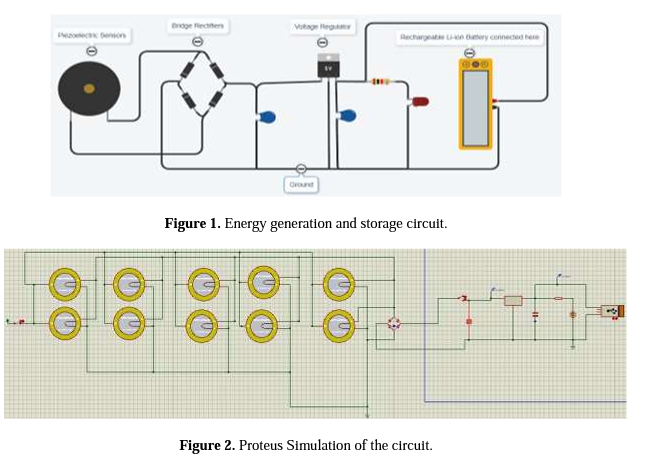 Bridge Rectifiers
Voltage Regulator
Piezoelectric Sensors
Rechargeable Li-ion Battery connected here
5 V
Ground
Figure 1. Energy generation and storage circuit.
Figure 2. Proteus Simulation of the circuit.